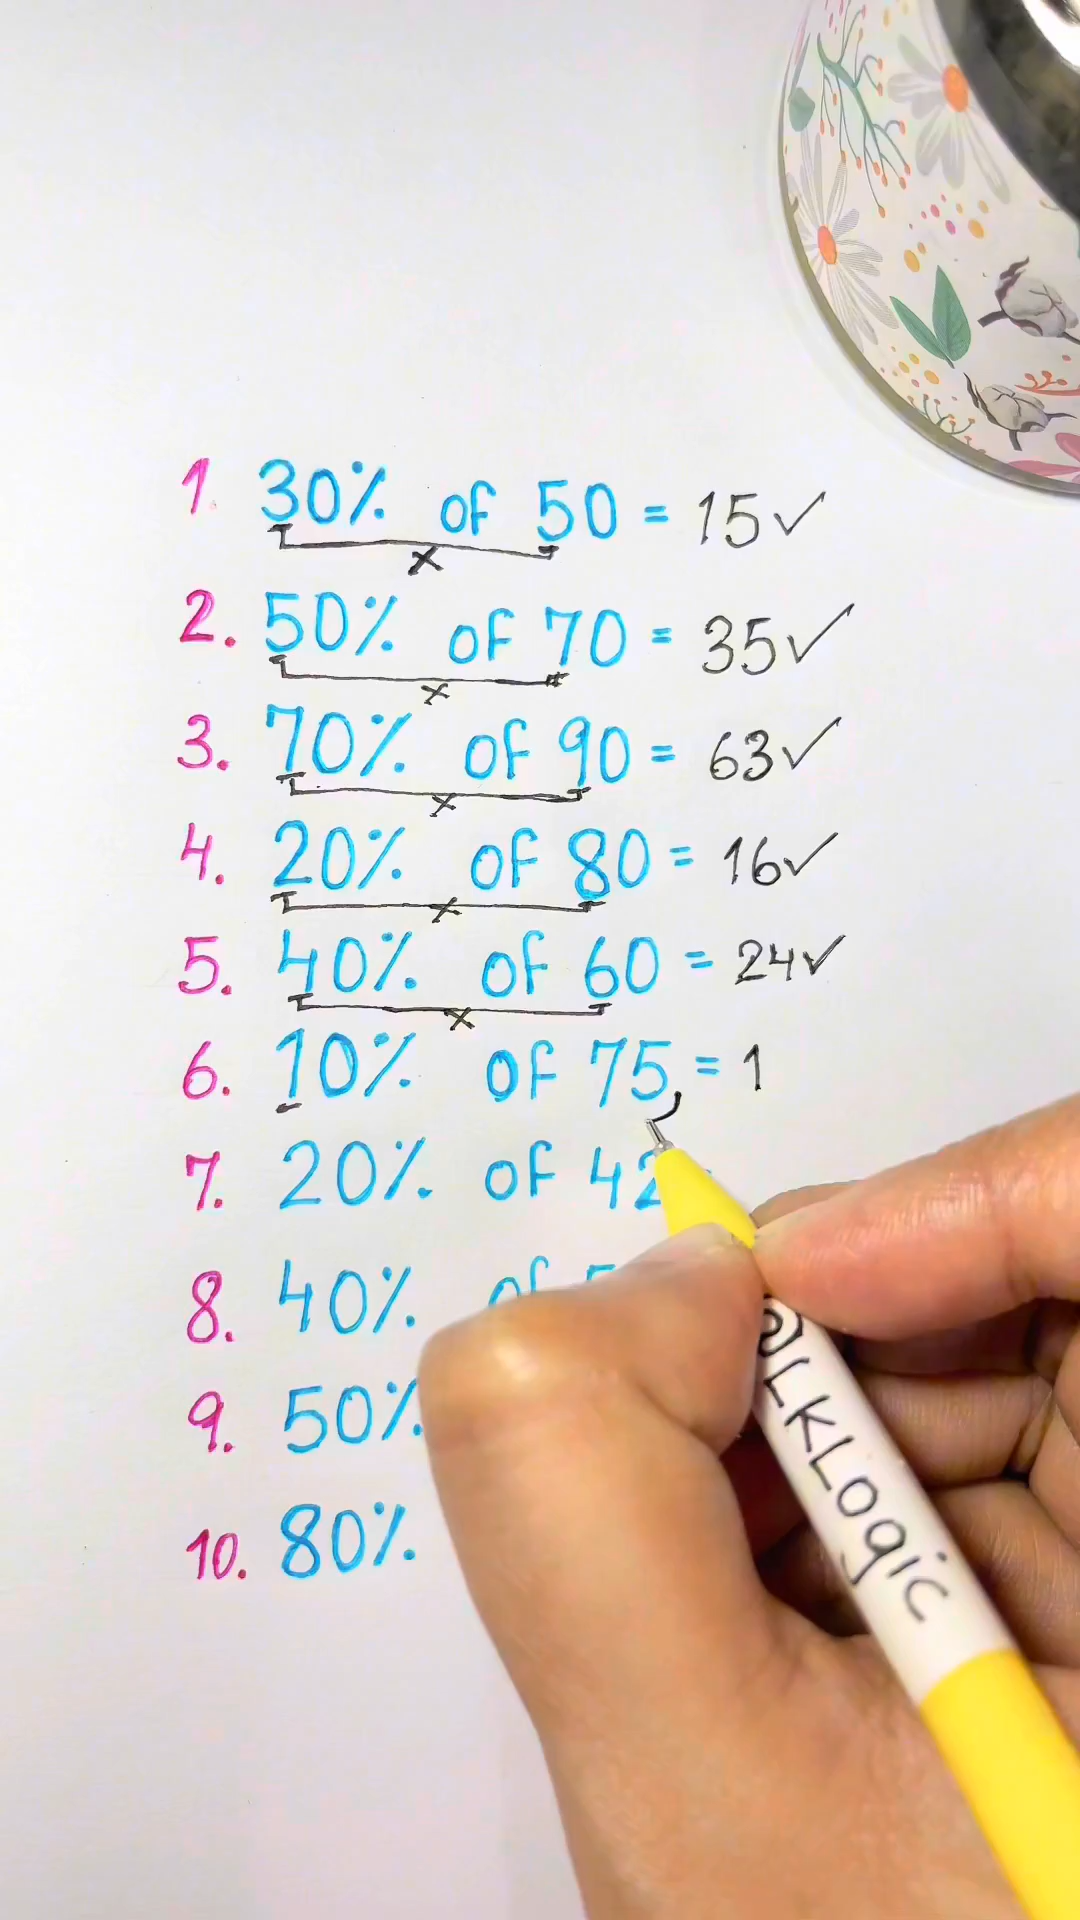 1. 30% of 50 = 15✓
x
2. 50% of 70 = 35✓
x
3. 70% of 90 = 63✓
x
4. 20% of 80 = 16✓
x
5. 40% of 60 = 24✓
x
6. 10% of 75 = 1
7. 20% of 42
8. 40% of
9. 50%
10. 80%
@LKLogic